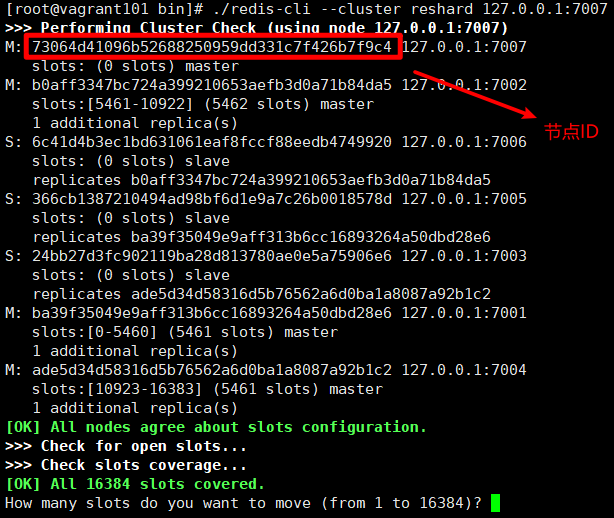 [root@vagrant101 bin]# ./redis-cli --cluster reshard 127.0.0.1:7007
>>> Performing Cluster Check (using node 127.0.0.1:7007)
M: 73064d41096b52688250959dd331c7f426b7f9c4 127.0.0.1:7007
   slots: (0 slots) master
M: b0aff3347bc724a399210653aefb3d0a71b84da5 127.0.0.1:7002
   slots:[5461-10922] (5462 slots) master
   1 additional replica(s)
节点ID
S: 6c41d4b3ec1bd631061eaf8fccf88eedb4749920 127.0.0.1:7006
   slots: (0 slots) slave
   replicates b0aff3347bc724a399210653aefb3d0a71b84da5
S: 366cb1387210494ad98bf6d1e9a7c26b0018578d 127.0.0.1:7005
   slots: (0 slots) slave
   replicates ba39f35049e9aff313b6cc16893264a50dbd28e6
S: 24bb27d3fc902119ba28d813780ae0e5a75906e6 127.0.0.1:7003
   slots: (0 slots) slave
   replicates ade5d34d58316d5b76562a6d0ba1a8087a92b1c2
M: ba39f35049e9aff313b6cc16893264a50dbd28e6 127.0.0.1:7001
   slots:[0-5460] (5461 slots) master
   1 additional replica(s)
M: ade5d34d58316d5b76562a6d0ba1a8087a92b1c2 127.0.0.1:7004
   slots:[10923-16383] (5461 slots) master
   1 additional replica(s)
[OK] All nodes agree about slots configuration.
>>> Check for open slots...
>>> Check slots coverage...
[OK] All 16384 slots covered.
How many slots do you want to move (from 1 to 16384)?